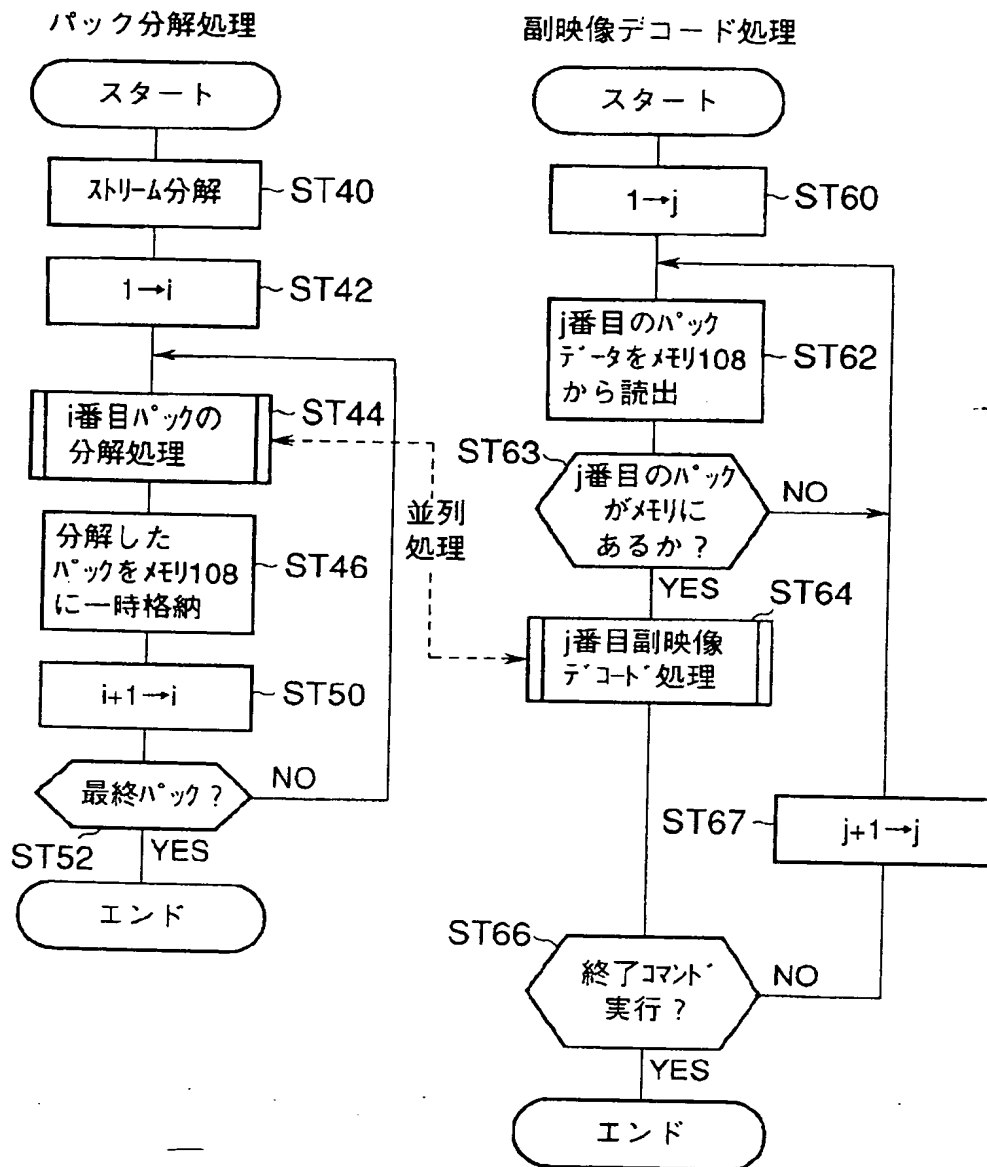 パック分解処理
スタート
ストリーム分解
ST40
1→i
ST42
i番目パックの
分解処理
ST44
分解した
パックをメモリ108
に一時格納
ST46
i+1→i
ST50
最終パック?
NO
ST52
YES
エンド
並列
処理
副映像デコード処理
スタート
1→j
ST60
j番目のパック
データをメモリ108
から読出
ST62
ST63
j番目のパック
がメモリに
あるか?
NO
YES
ST64
j番目副映像
デコード処理
ST67
j+1→j
ST66
終了コマンド
実行?
NO
YES
エンド